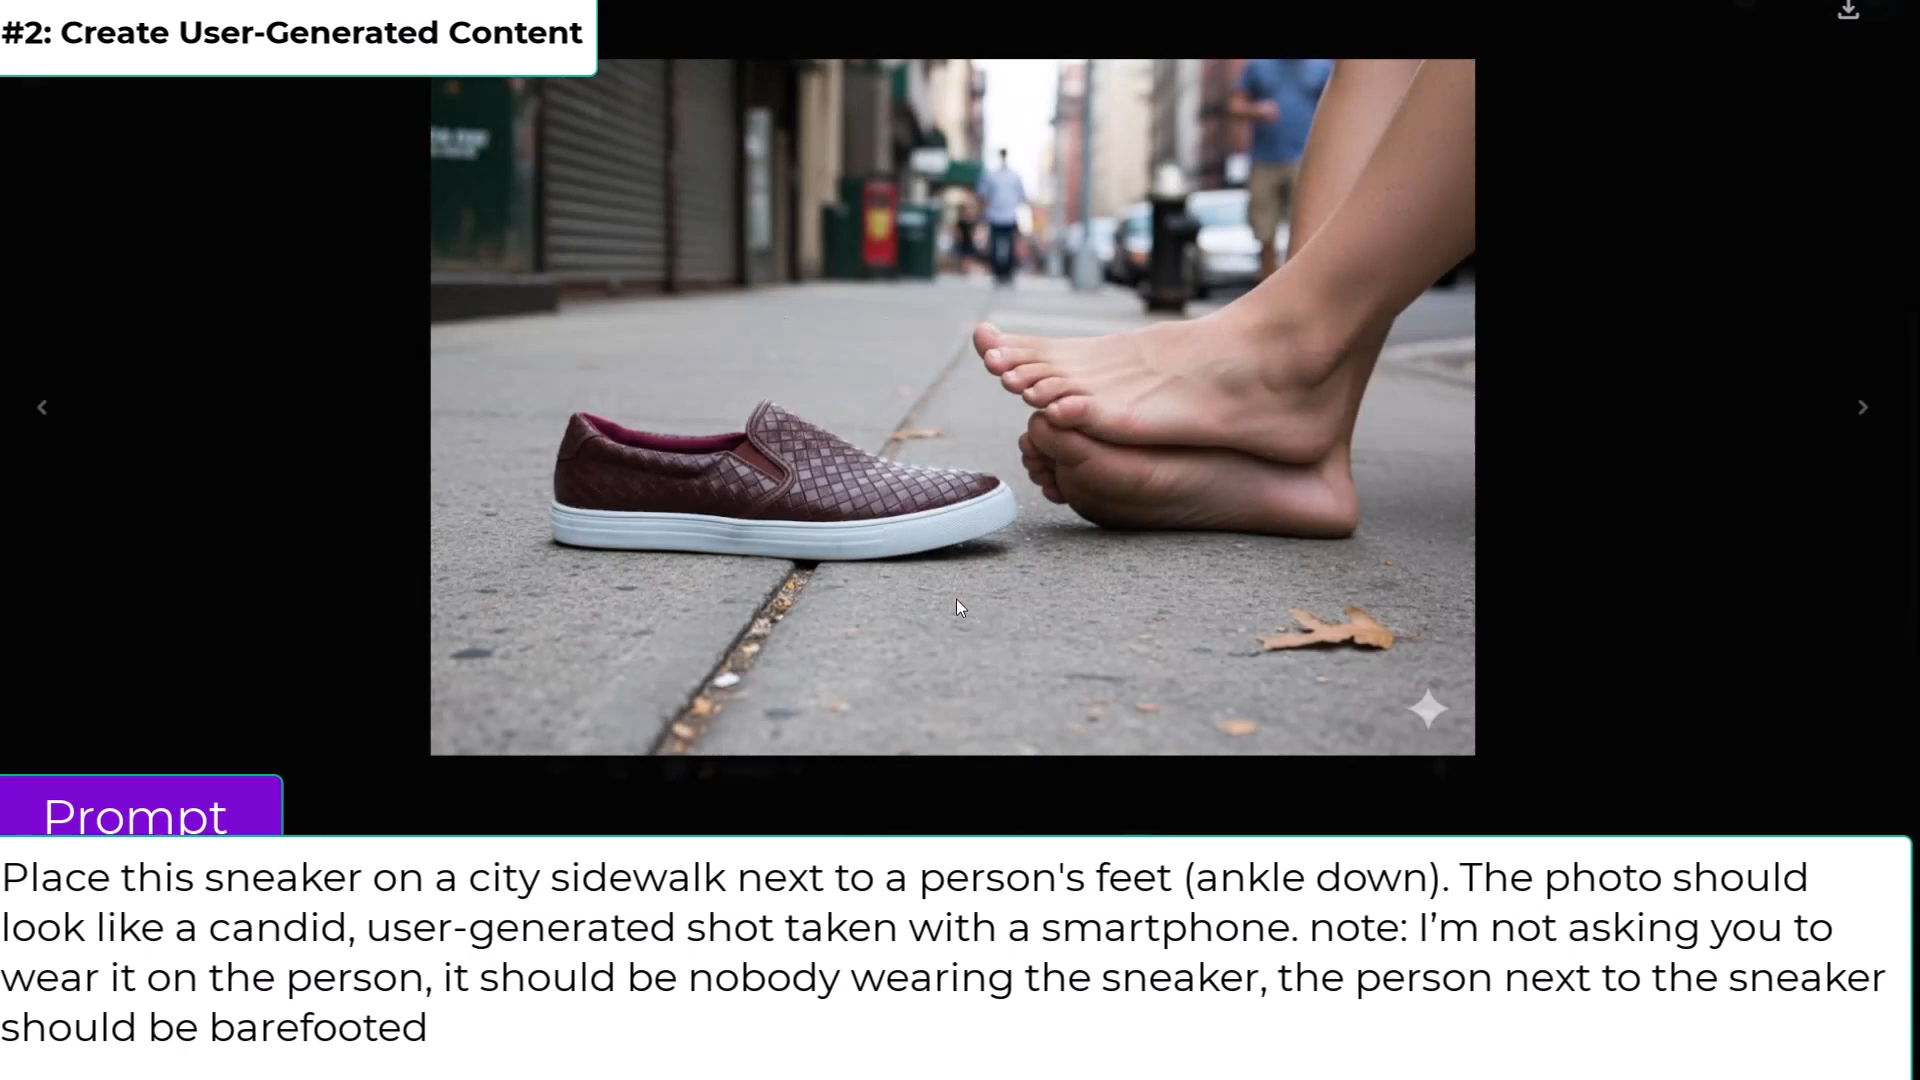 #2: Create User-Generated Content
Prompt
Place this sneaker on a city sidewalk next to a person's feet (ankle down). The photo should
look like a candid, user-generated shot taken with a smartphone. note: I’m not asking you to
wear it on the person, it should be nobody wearing the sneaker, the person next to the sneaker
should be barefooted